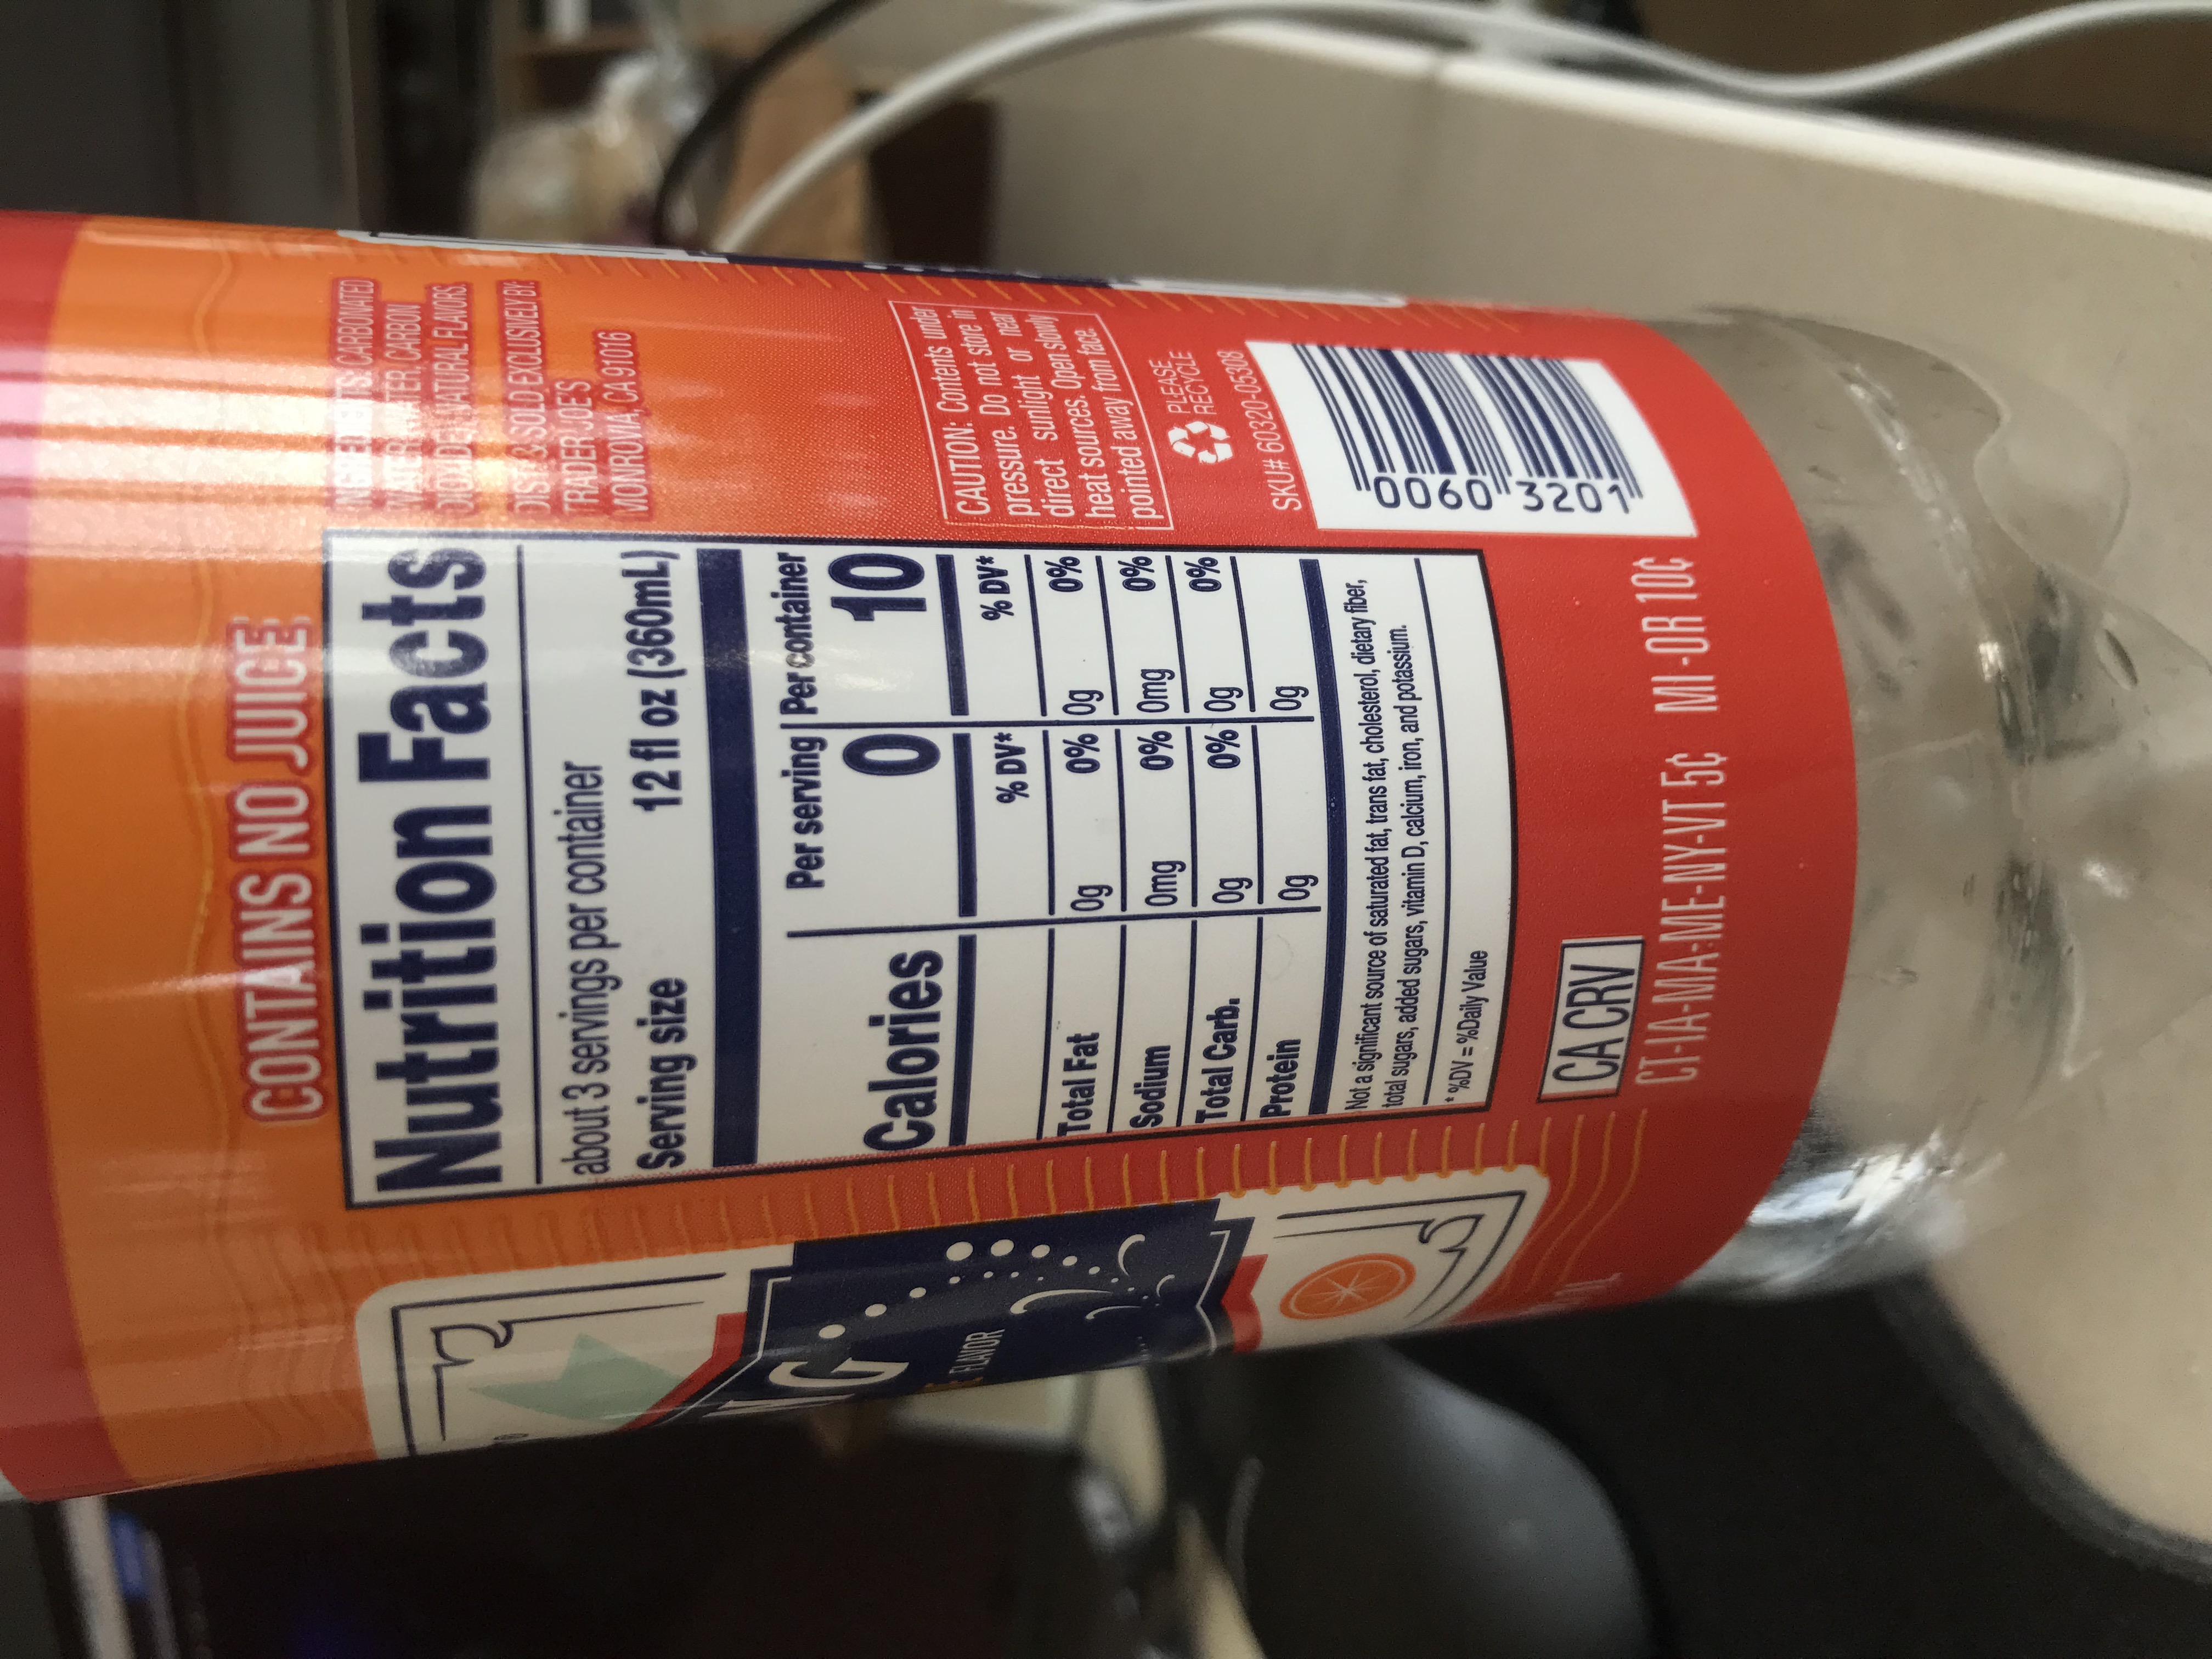 CONTAINS NO JUICE
Nutrition Facts
about 3 servings per container
Serving size 12 fl oz (360mL)
Per serving Per container
Calories 0 10
% DV* % DV*
Total Fat 0g 0% 0g 0%
Sodium 0mg 0% 0mg 0%
Total Carb. 0g 0% 0g 0%
Protein 0g 0g
Not a significant source of saturated fat, trans fat, cholesterol, dietary fiber,
total sugars, added sugars, vitamin D, calcium, iron, and potassium.
* %DV = %Daily Value
CA CRV
CT-IA-MA-ME-NY-VT 5¢ MI-OR 10¢
INGREDIENTS: CARBONATED
WATER (WATER, CARBON
DIOXIDE), NATURAL FLAVORS.
DIST. & SOLD EXCLUSIVELY BY:
TRADER JOE'S
MONROVIA, CA 91016
CAUTION: Contents under
pressure. Do not store in
direct sunlight or near
heat sources. Open slowly
pointed away from face.
PLEASE
RECYCLE
SKU# 60320-05308
0060 3201
NG
FLAVOR